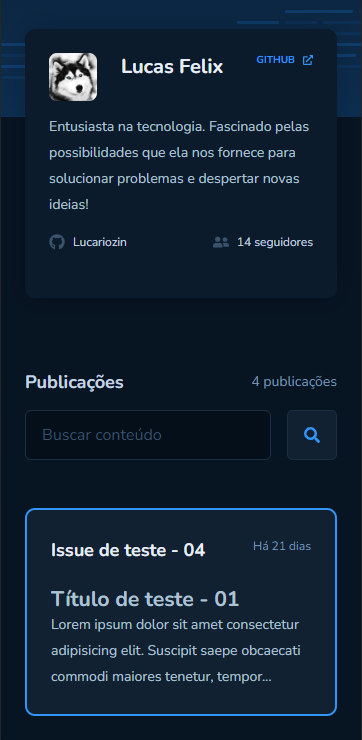 Lucas Felix
GITHUB
Entusiasta na tecnologia. Fascinado pelas
possibilidades que ela nos fornece para
solucionar problemas e despertar novas
ideias!
Lucariozin
14 seguidores
Publicações
4 publicações
Buscar conteúdo
Issue de teste - 04
Há 21 dias
Título de teste - 01
Lorem ipsum dolor sit amet consectetur
adipisicing elit. Suscipit saepe obcaecati
commodi maiores tenetur, tempor...